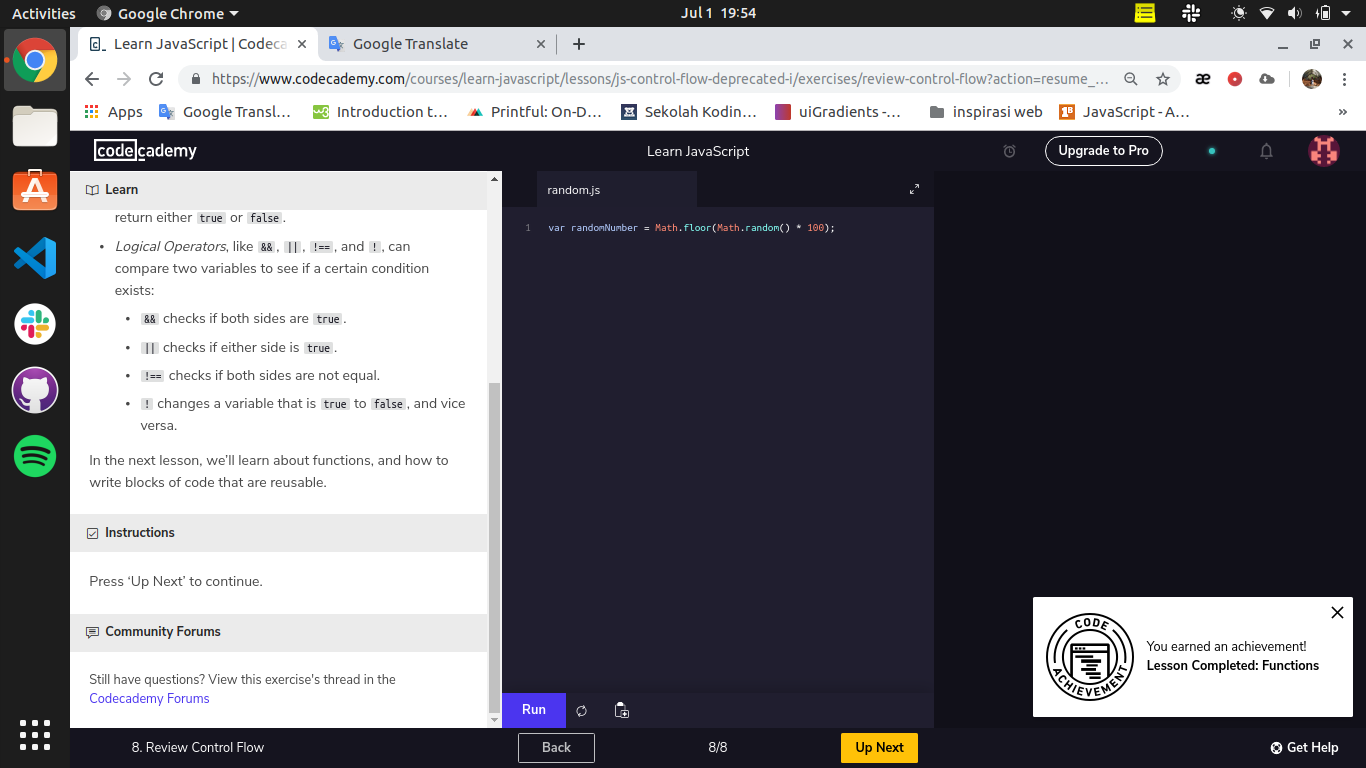 Activities Google Chrome Jul 1 19:54
Learn JavaScript | Codeca Google Translate
https://www.codecademy.com/courses/learn-javascript/lessons/js-control-flow-deprecated-i/exercises/review-control-flow?action=resume_...
Apps Google Transl... Introduction t... Printful: On-D... Sekolah Kodin... uiGradients -... inspirasi web JavaScript - A... »
codecademy Learn JavaScript Upgrade to Pro
Learn
return either true or false.
• Logical Operators, like &&, ||, !==, and !, can
compare two variables to see if a certain condition
exists:
• && checks if both sides are true.
• || checks if either side is true.
• !== checks if both sides are not equal.
• ! changes a variable that is true to false, and vice
versa.
In the next lesson, we'll learn about functions, and how to
write blocks of code that are reusable.
Instructions
Press ‘Up Next’ to continue.
Community Forums
Still have questions? View this exercise's thread in the
Codecademy Forums
random.js
1 var randomNumber = Math.floor(Math.random() * 100);
Run
CODE
ACHIEVEMENT
You earned an achievement!
Lesson Completed: Functions
8. Review Control Flow Back 8/8 Up Next Get Help